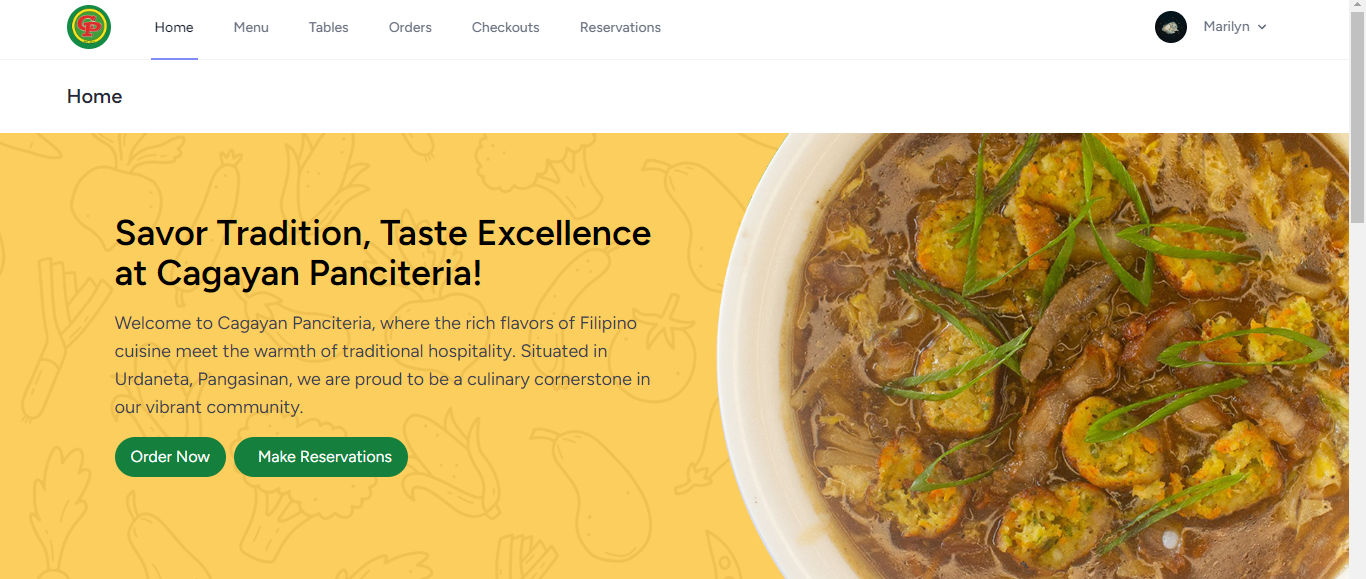 CP
Home
Menu
Tables
Orders
Checkouts
Reservations
Marilyn
Home
Savor Tradition, Taste Excellence
at Cagayan Panciteria!
Welcome to Cagayan Panciteria, where the rich flavors of Filipino
cuisine meet the warmth of traditional hospitality. Situated in
Urdaneta, Pangasinan, we are proud to be a culinary cornerstone in
our vibrant community.
Order Now
Make Reservations